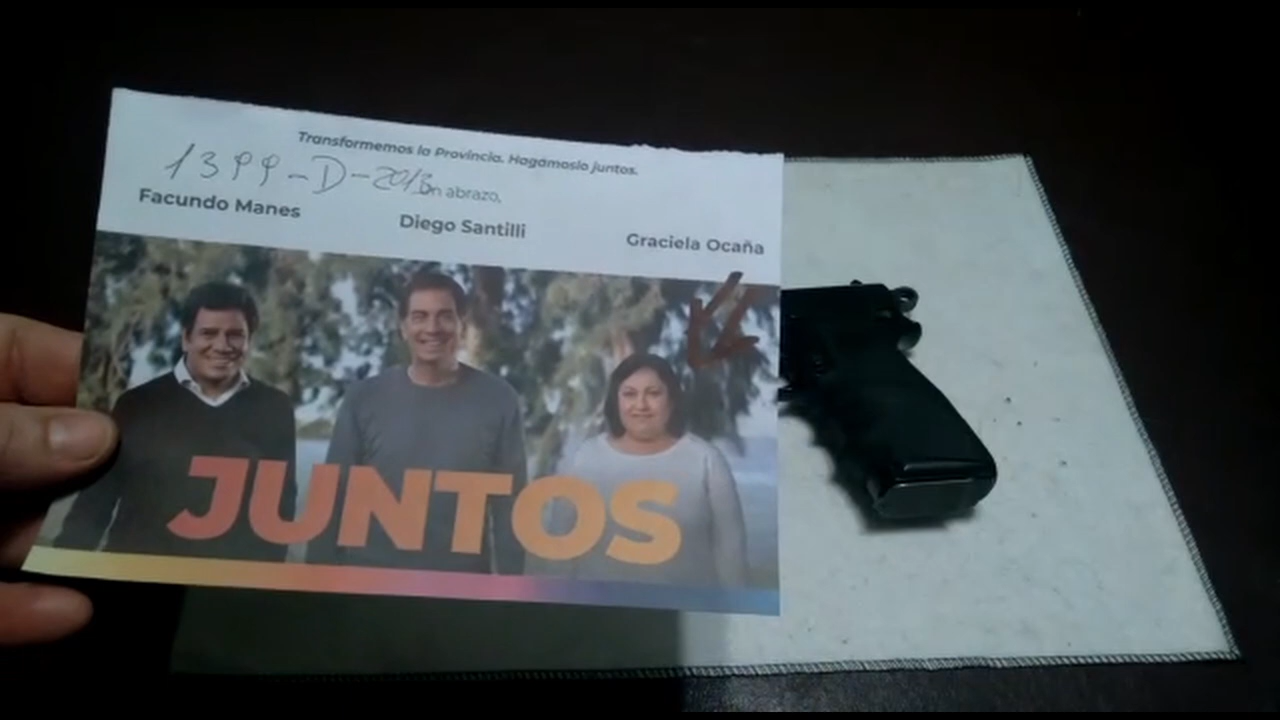 Transformemos la Provincia. Hagámoslo juntos.
1399-D-2013
Un abrazo,
Facundo Manes
Diego Santilli
Graciela Ocaña
JUNTOS